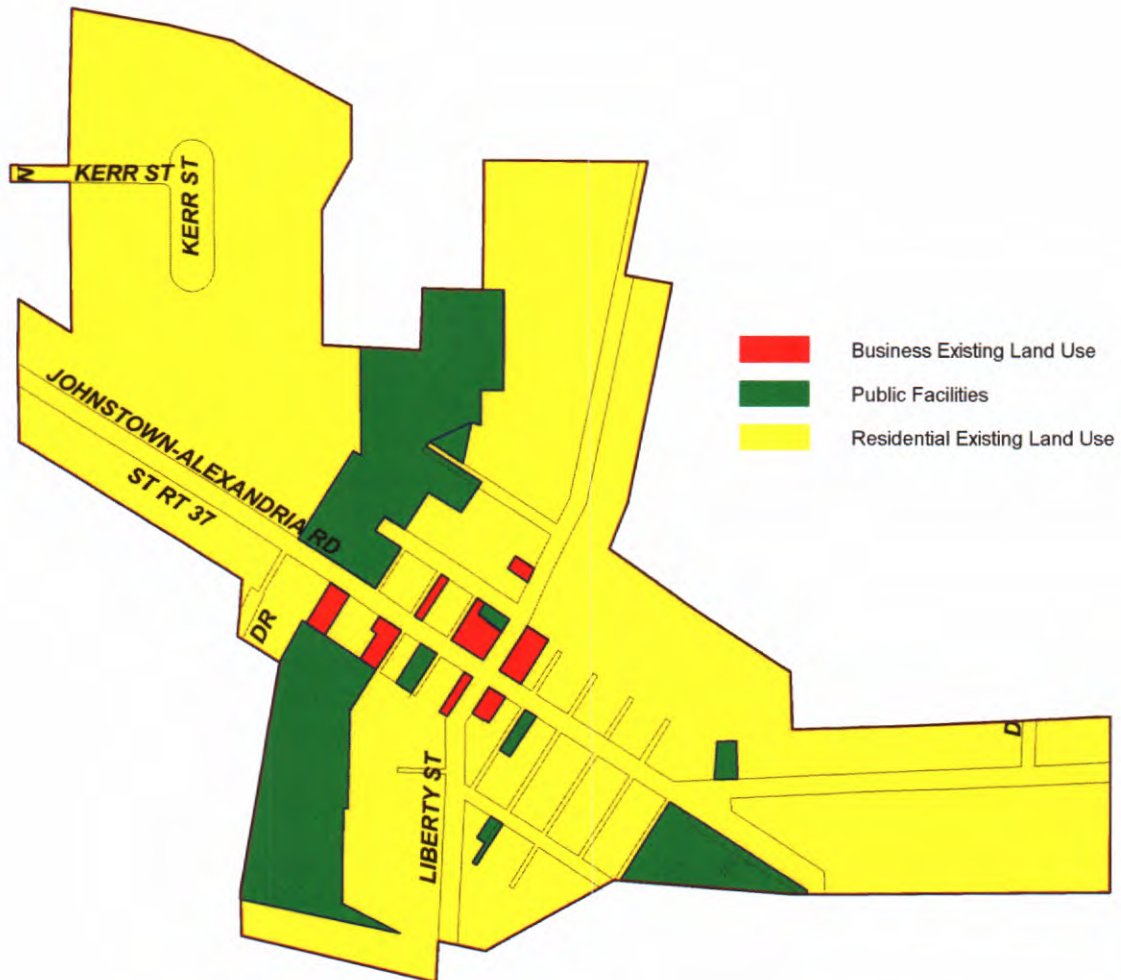 KERR ST
KERR ST
N
JOHNSTOWN-ALEXANDRIA RD
ST RT 37
DR
LIBERTY ST
D
Business Existing Land Use
Public Facilities
Residential Existing Land Use